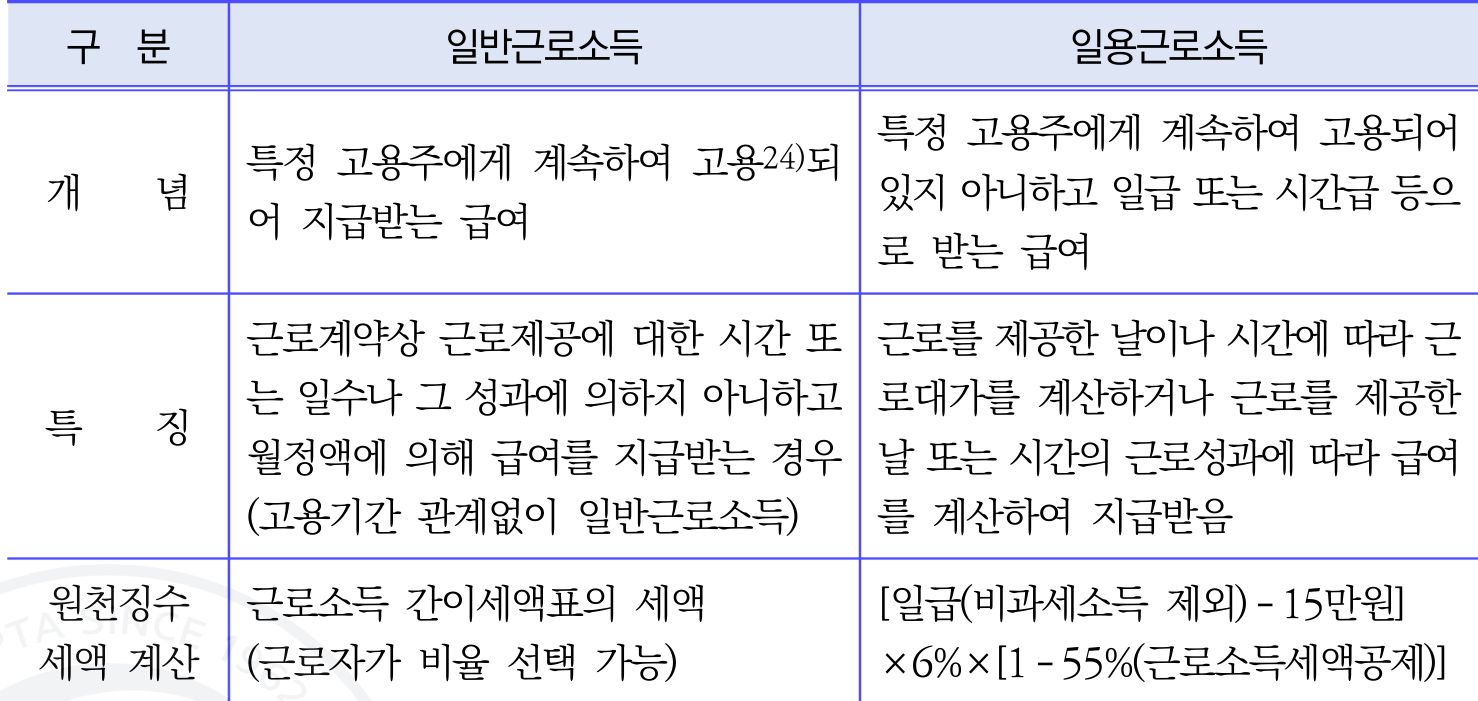 구 분 일반근로소득 일용근로소득
개 념
특정 고용주에게 계속하여 고용24)되
어 지급받는 급여
특정 고용주에게 계속하여 고용되어
있지 아니하고 일급 또는 시간급 등으
로 받는 급여
특 징
근로계약상 근로제공에 대한 시간 또
는 일수나 그 성과에 의하지 아니하고
월정액에 의해 급여를 지급받는 경우
(고용기간 관계없이 일반근로소득)
근로를 제공한 날이나 시간에 따라 근
로대가를 계산하거나 근로를 제공한
날 또는 시간의 근로성과에 따라 급여
를 계산하여 지급받음
원천징수
세액 계산
근로소득 간이세액표의 세액
(근로자가 비율 선택 가능)
[일급(비과세소득 제외) - 15만원]
×6%×[1 - 55%(근로소득세액공제)]
PTA SINCE 1962